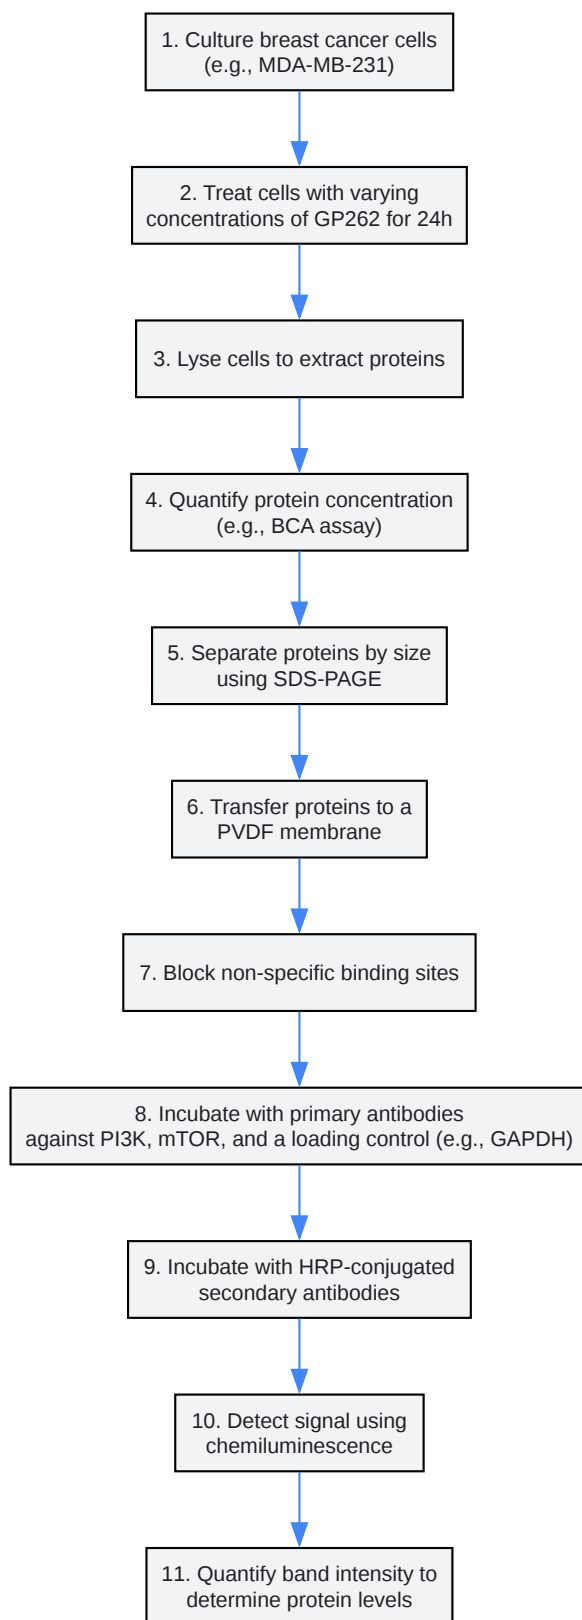 1. Culture breast cancer cells
(e.g., MDA-MB-231)
2. Treat cells with varying
concentrations of GP262 for 24h
3. Lyse cells to extract proteins
4. Quantify protein concentration
(e.g., BCA assay)
5. Separate proteins by size
using SDS-PAGE
6. Transfer proteins to a
PVDF membrane
7. Block non-specific binding sites
8. Incubate with primary antibodies
against PI3K, mTOR, and a loading control (e.g., GAPDH)
9. Incubate with HRP-conjugated
secondary antibodies
10. Detect signal using
chemiluminescence
11. Quantify band intensity to
determine protein levels